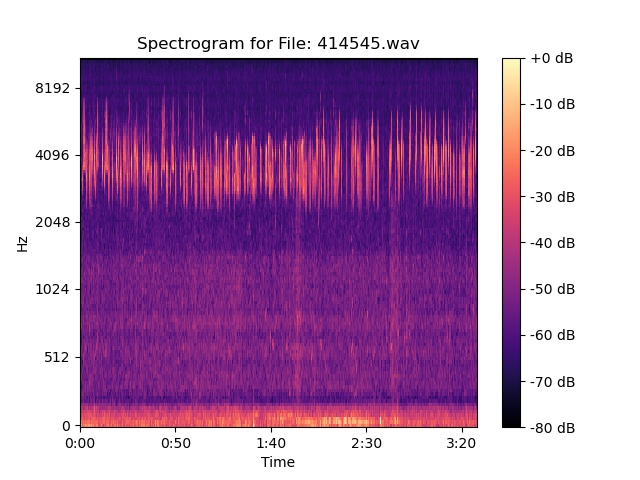 Spectrogram for File: 414545.wav
8192
4096
2048
1024
512
0
Hz
0:00
0:50
1:40
2:30
3:20
Time
+0 dB
-10 dB
-20 dB
-30 dB
-40 dB
-50 dB
-60 dB
-70 dB
-80 dB